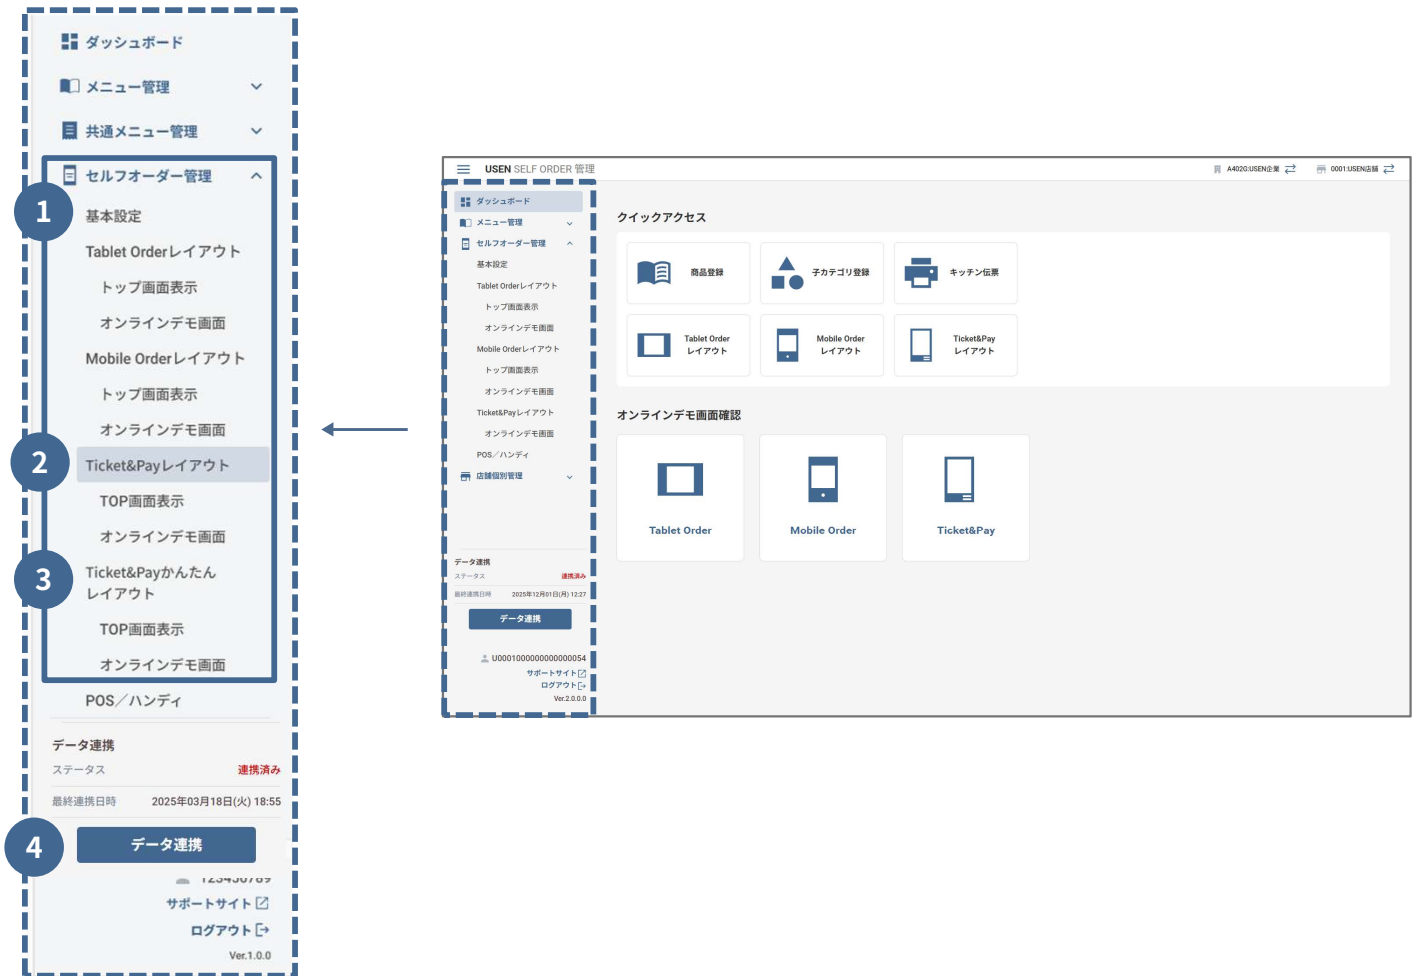 ダッシュボード
メニュー管理
共通メニュー管理
セルフオーダー管理
1
基本設定
Tablet Orderレイアウト
トップ画面表示
オンラインデモ画面
Mobile Orderレイアウト
トップ画面表示
オンラインデモ画面
2
Ticket&Payレイアウト
TOP画面表示
オンラインデモ画面
3
Ticket&Payかんたん
レイアウト
TOP画面表示
オンラインデモ画面
POS／ハンディ
データ連携
ステータス 連携済み
最終連携日時 2025年03月18日(火) 18:55
4
データ連携
123456789
サポートサイト
ログアウト
Ver.1.0.0
USEN SELF ORDER 管理
A402G:USEN企業
0001:USEN店舗
ダッシュボード
メニュー管理
セルフオーダー管理
基本設定
Tablet Orderレイアウト
トップ画面表示
オンラインデモ画面
Mobile Orderレイアウト
トップ画面表示
オンラインデモ画面
Ticket&Payレイアウト
オンラインデモ画面
POS／ハンディ
店舗個別管理
データ連携
ステータス 連携済み
最終連携日時 2025年12月01日(月) 12:27
データ連携
U0001000000000000054
サポートサイト
ログアウト
Ver.2.0.0.0
クイックアクセス
商品登録
子カテゴリ登録
キッチン伝票
Tablet Order
レイアウト
Mobile Order
レイアウト
Ticket&Pay
レイアウト
オンラインデモ画面確認
Tablet Order
Mobile Order
Ticket&Pay